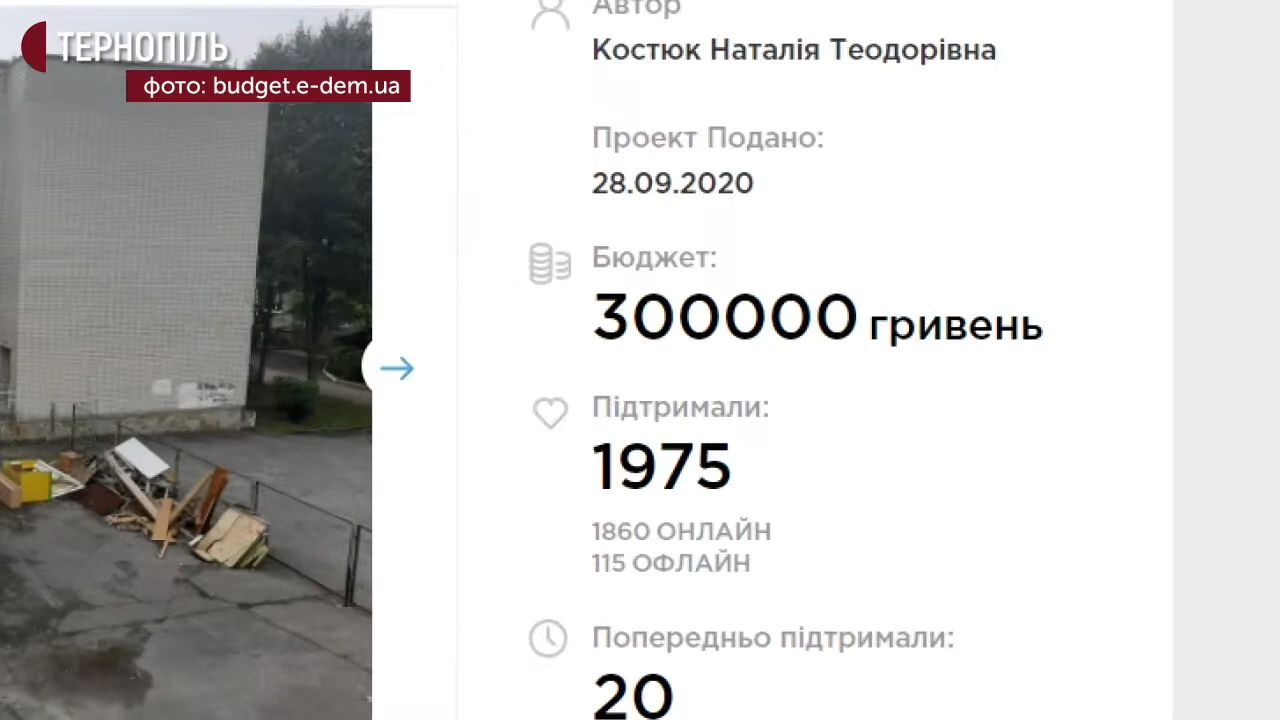 ТЕРНОПІЛЬ
фото: budget.e-dem.ua
Автор
Костюк Наталія Теодорівна
Проект Подано:
28.09.2020
Бюджет:
300000 гривень
Підтримали:
1975
1860 ОНЛАЙН
115 ОФЛАЙН
Попередньо підтримали:
20